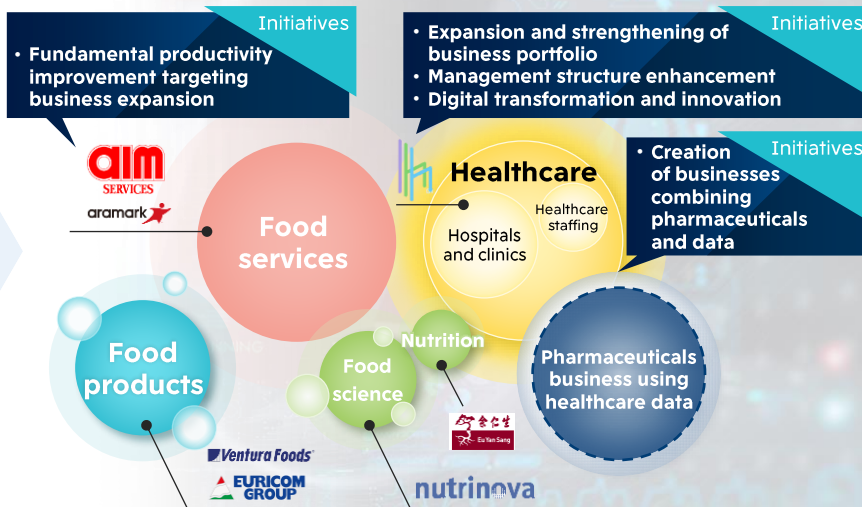 Initiatives
• Fundamental productivity
improvement targeting
business expansion
Initiatives
• Expansion and strengthening of
business portfolio
• Management structure enhancement
• Digital transformation and innovation
Initiatives
• Creation
of businesses
combining
pharmaceuticals
and data
aim
SERVICES
aramark
Food
services
Healthcare
Hospitals
and clinics
Healthcare
staffing
Food
products
Food
science
Nutrition
Pharmaceuticals
business using
healthcare data
余仁生
Eu Yan Sang
Ventura Foods
EURICOM
GROUP
nutrinova